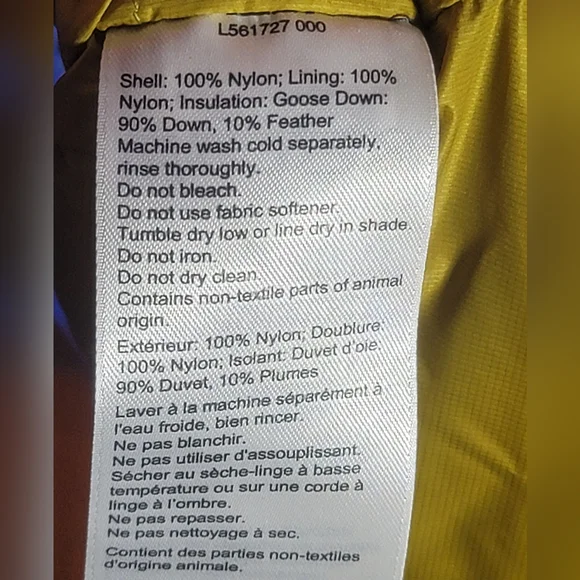 L561727 000
Shell: 100% Nylon; Lining: 100%
Nylon; Insulation: Goose Down:
90% Down, 10% Feather
Machine wash cold separately,
rinse thoroughly.
Do not bleach.
Do not use fabric softener.
Tumble dry low or line dry in shade.
Do not iron.
Do not dry clean.
Contains non-textile parts of animal
origin.
Extérieur: 100% Nylon; Doublure:
100% Nylon; Isolant: Duvet d'oie:
90% Duvet, 10% Plumes
Laver à la machine séparément à
l'eau froide, bien rincer.
Ne pas blanchir.
Ne pas utiliser d'assouplissant.
Sécher au sèche-linge à basse
température ou sur une corde à
linge à l'ombre.
Ne pas repasser.
Ne pas nettoyage à sec.
Contient des parties non-textiles
d'origine animale.